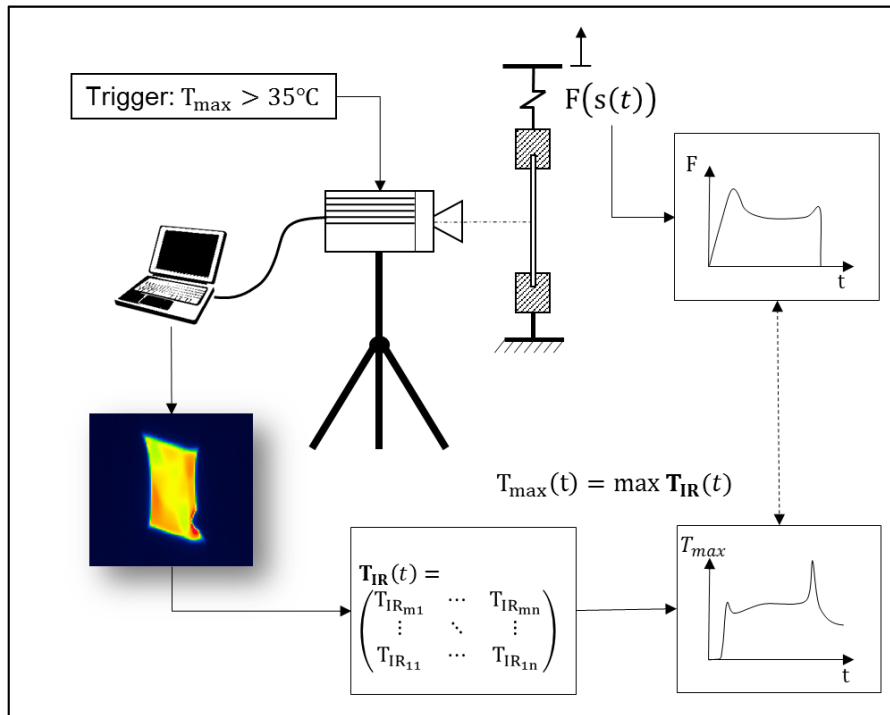 Trigger: T_max > 35°C
F(s(t))
F
t
T_max(t) = max T_IR(t)
T_IR(t) =
T_IR_m1 ⋯ T_IR_mn
⋮ ⋱ ⋮
T_IR_11 ⋯ T_IR_1n
T_max
t